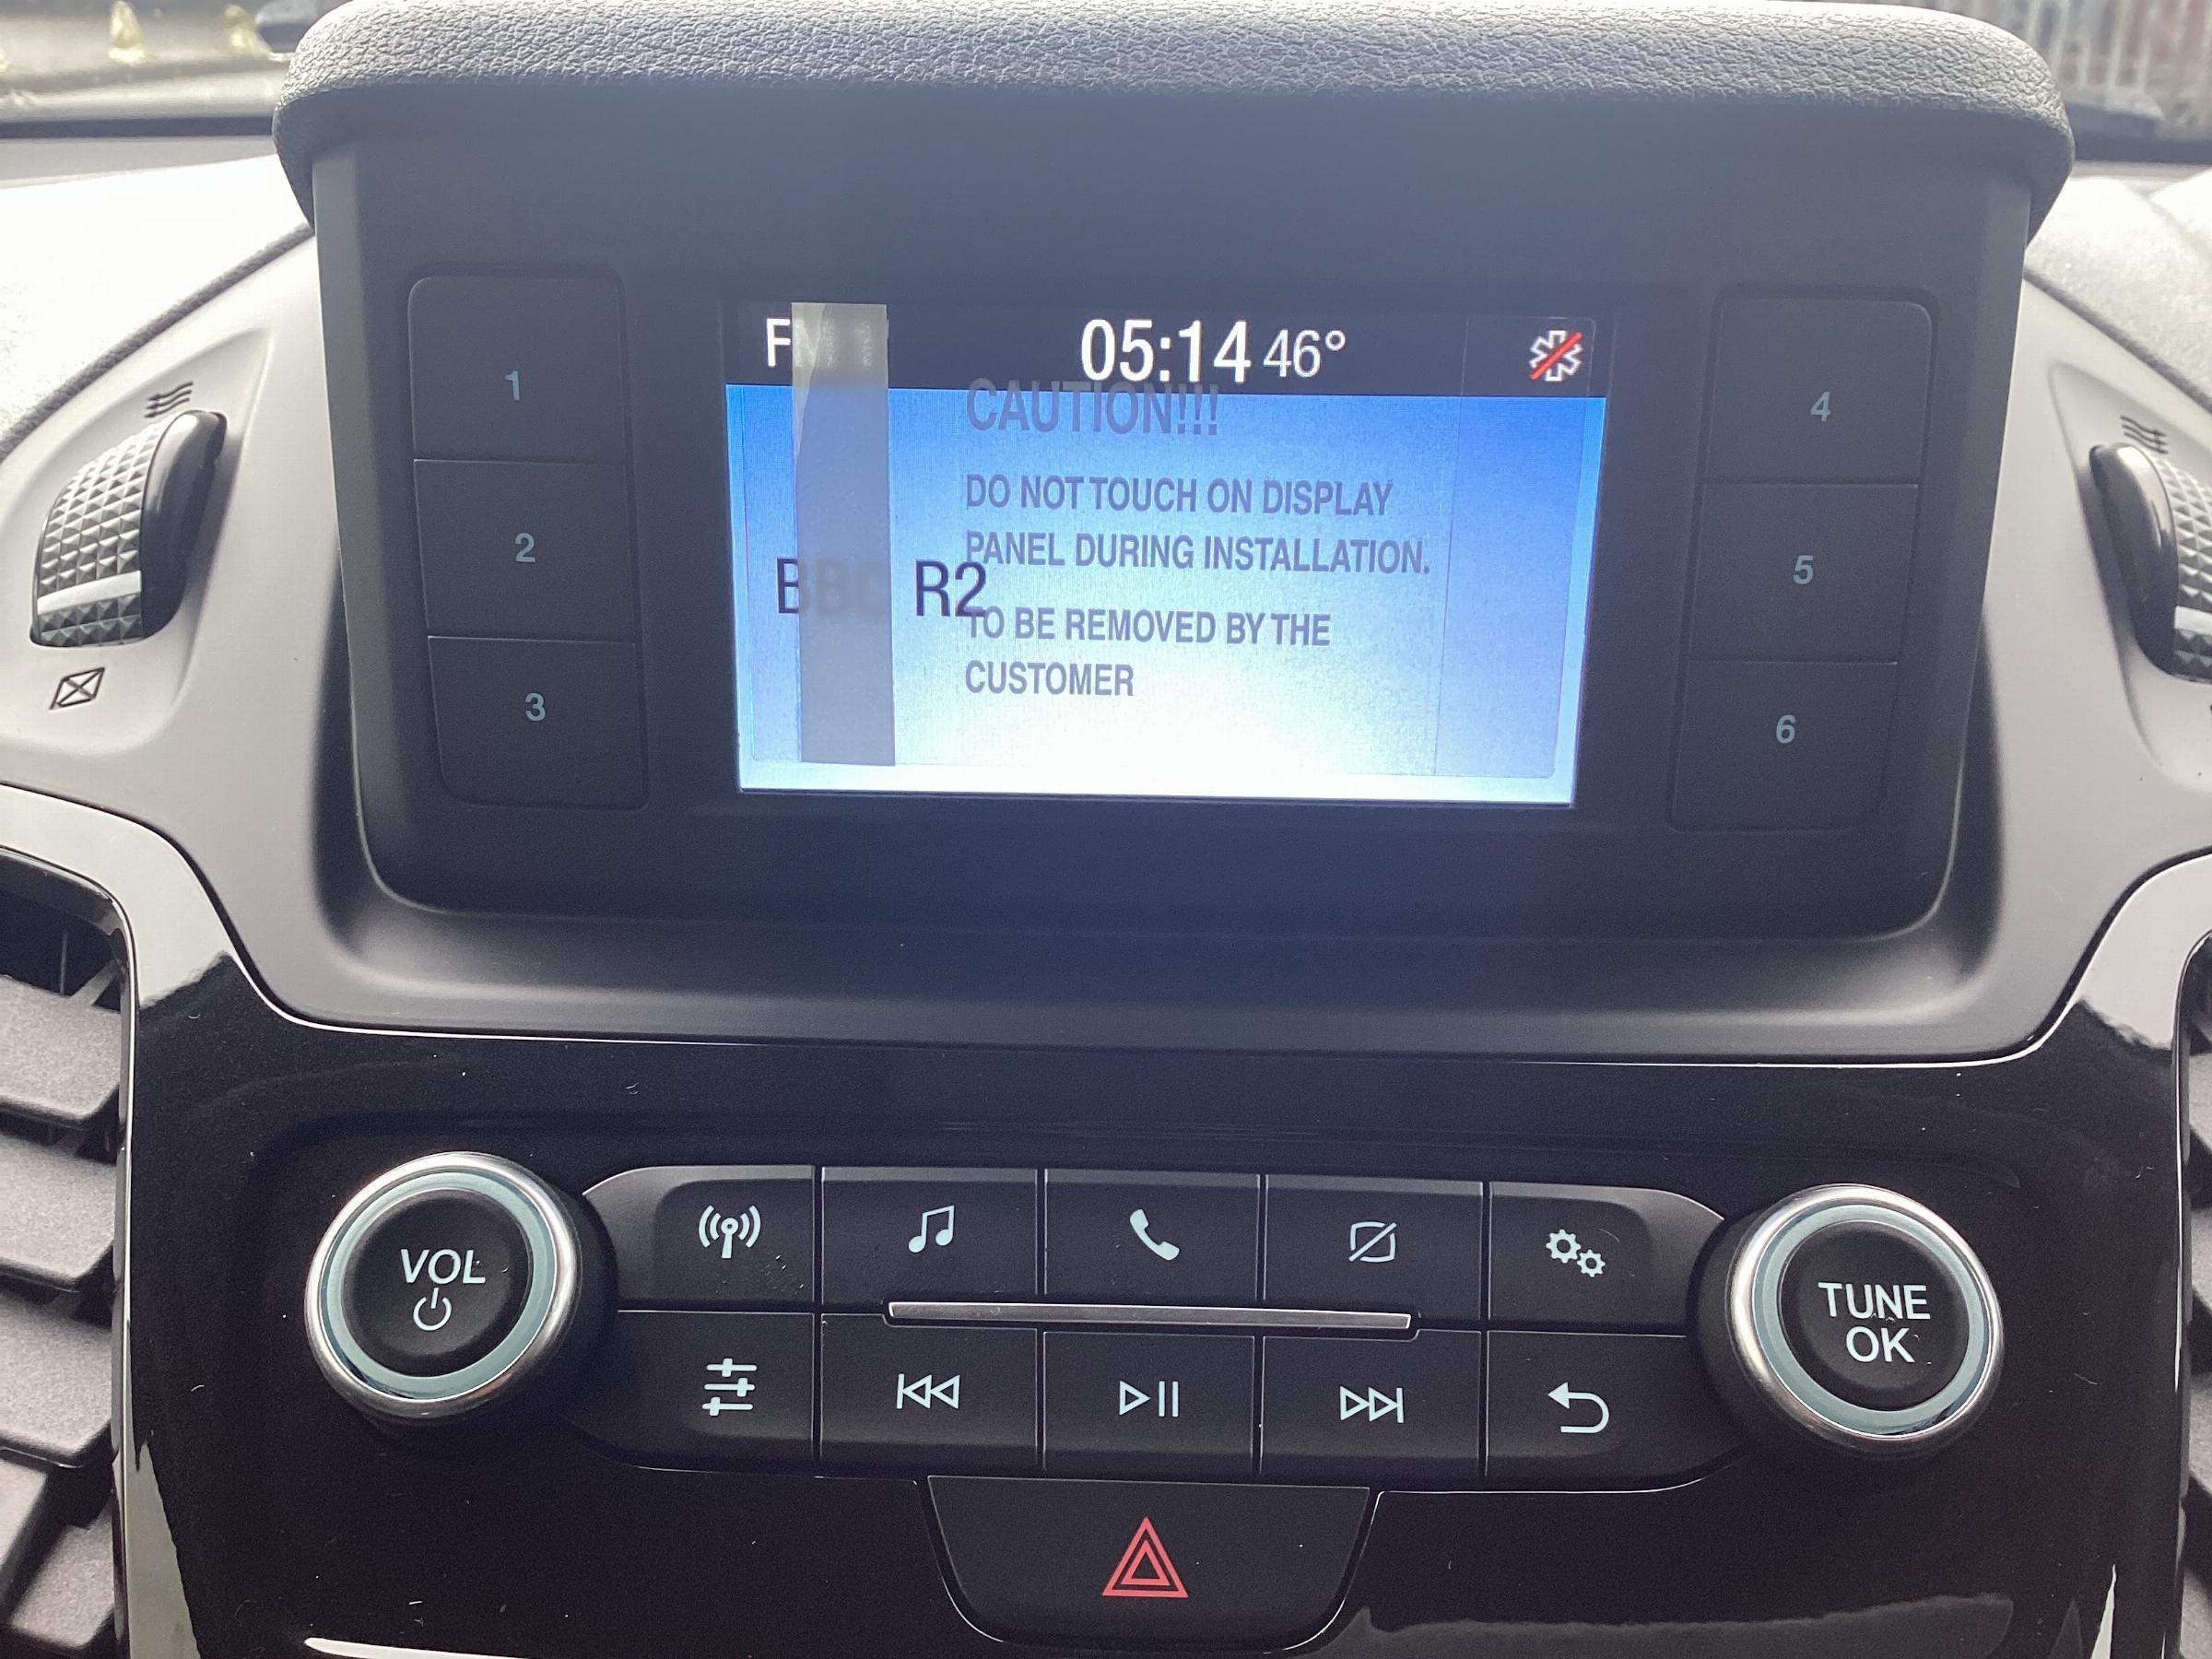 05:14 46°
CAUTION!!!
DO NOT TOUCH ON DISPLAY
PANEL DURING INSTALLATION.
BBC R2
TO BE REMOVED BY THE
CUSTOMER
1
2
3
4
5
6
VOL
TUNE
OK